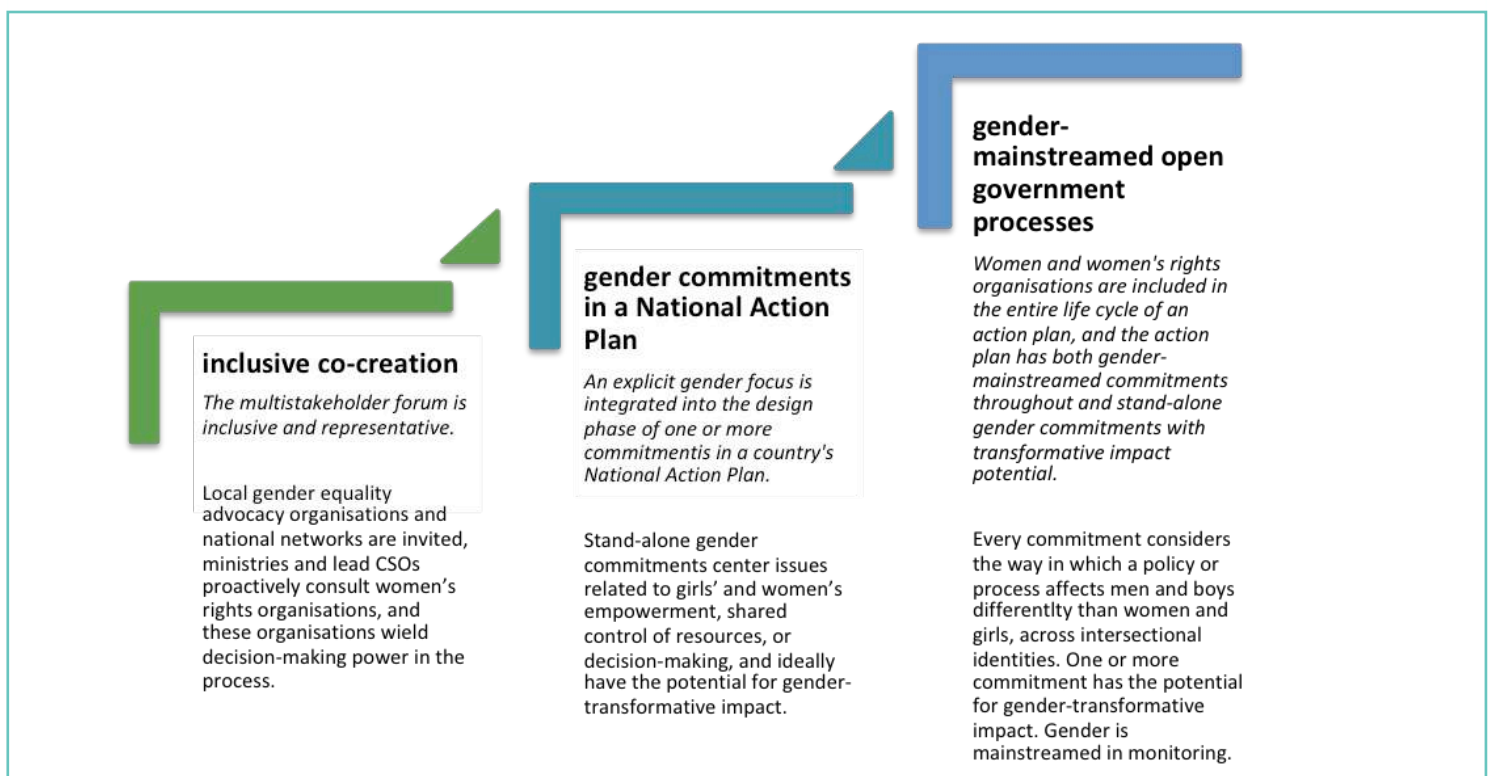 inclusive co-creation
The multistakeholder forum is
inclusive and representative.
Local gender equality
advocacy organisations and
national networks are invited,
ministries and lead CSOs
proactively consult women’s
rights organisations, and
these organisations wield
decision-making power in the
process.
gender commitments
in a National Action
Plan
An explicit gender focus is
integrated into the design
phase of one or more
commitmentis in a country's
National Action Plan.
Stand-alone gender
commitments center issues
related to girls’ and women’s
empowerment, shared
control of resources, or
decision-making, and ideally
have the potential for gender-
transformative impact.
gender-
mainstreamed open
government
processes
Women and women's rights
organisations are included in
the entire life cycle of an
action plan, and the action
plan has both gender-
mainstreamed commitments
throughout and stand-alone
gender commitments with
transformative impact
potential.
Every commitment considers
the way in which a policy or
process affects men and boys
differentlty than women and
girls, across intersectional
identities. One or more
commitment has the potential
for gender-transformative
impact. Gender is
mainstreamed in monitoring.